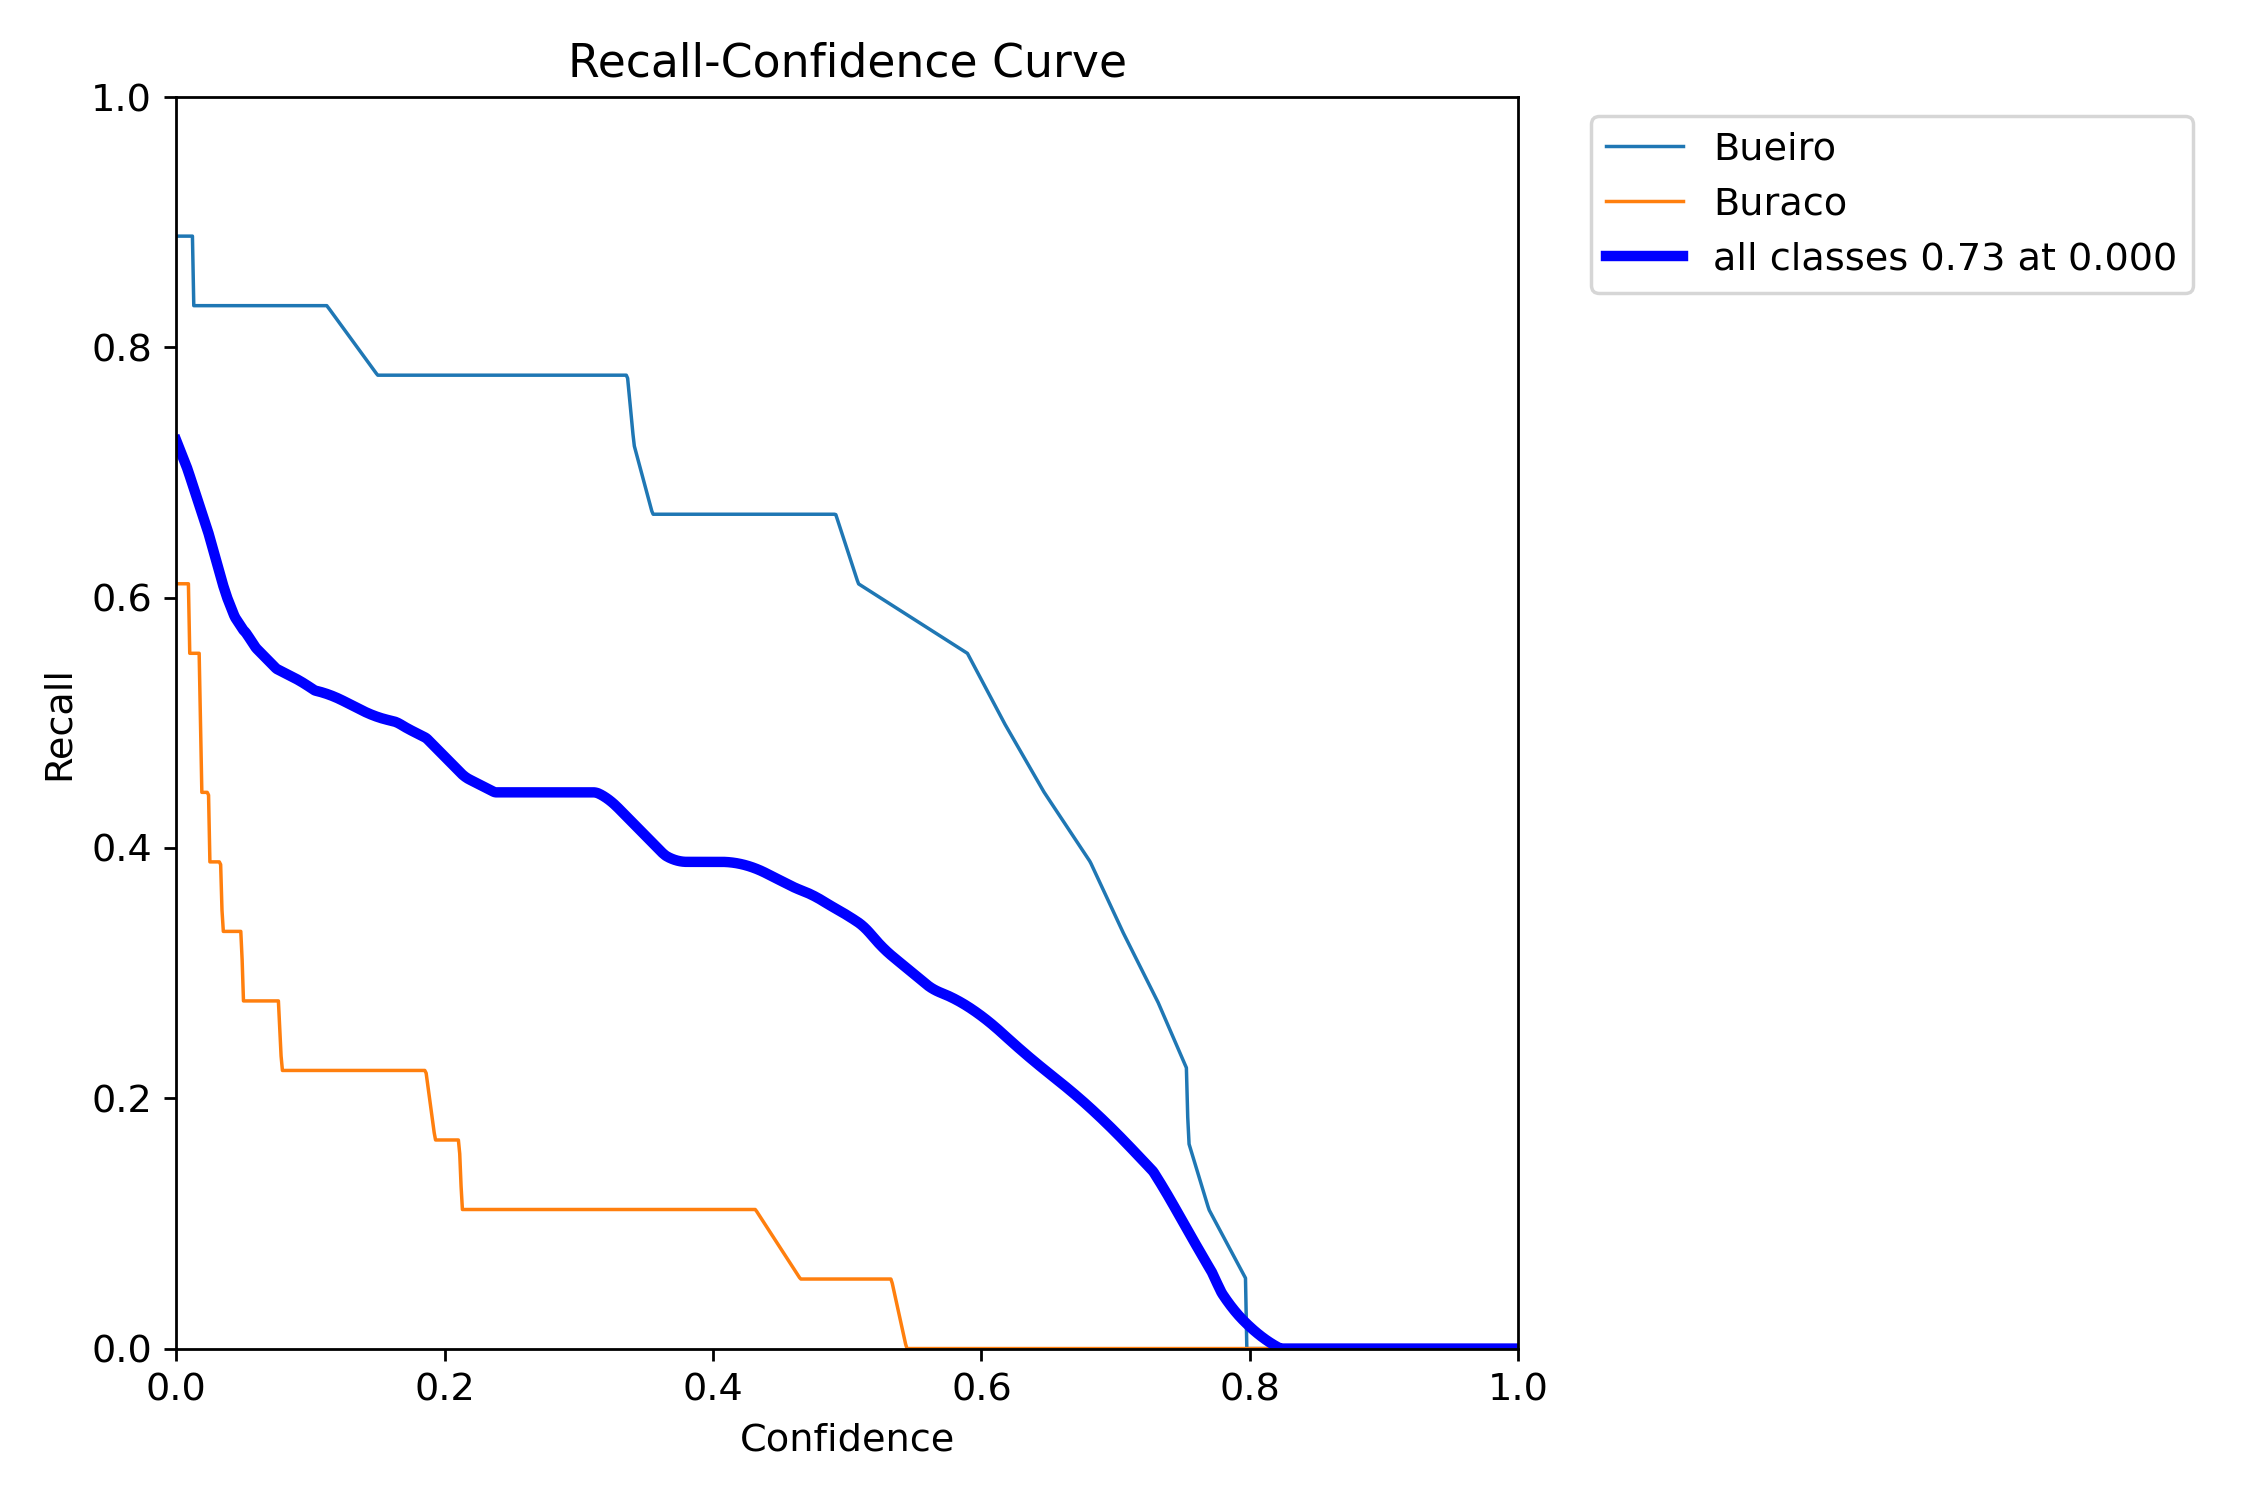 Recall-Confidence Curve
1.0
0.8
0.6
0.4
0.2
0.0
Recall
0.0 0.2 0.4 0.6 0.8 1.0
Confidence
Bueiro
Buraco
all classes 0.73 at 0.000